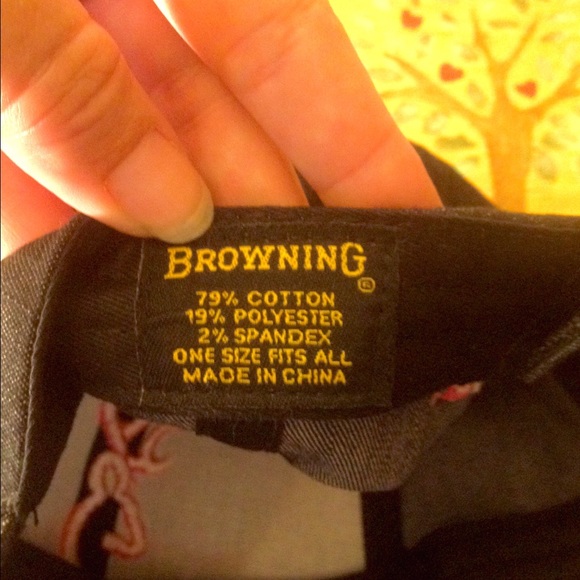 BROWNING ®
79% COTTON
19% POLYESTER
2% SPANDEX
ONE SIZE FITS ALL
MADE IN CHINA